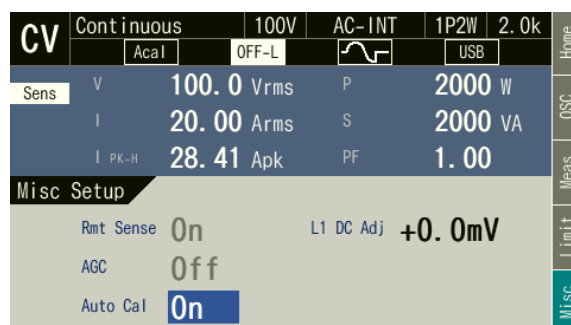 CV Continuous 100V AC-INT 1P2W 2.0k
Acal OFF-L USB
Sens V 100.0 Vrms P 2000 W
I 20.00 Arms S 2000 VA
I PK-H 28.41 Apk PF 1.00
Misc Setup
Rmt Sense On L1 DC Adj +0.0mV
AGC Off
Auto Cal On
Home
OSC
Meas
Limit
Misc